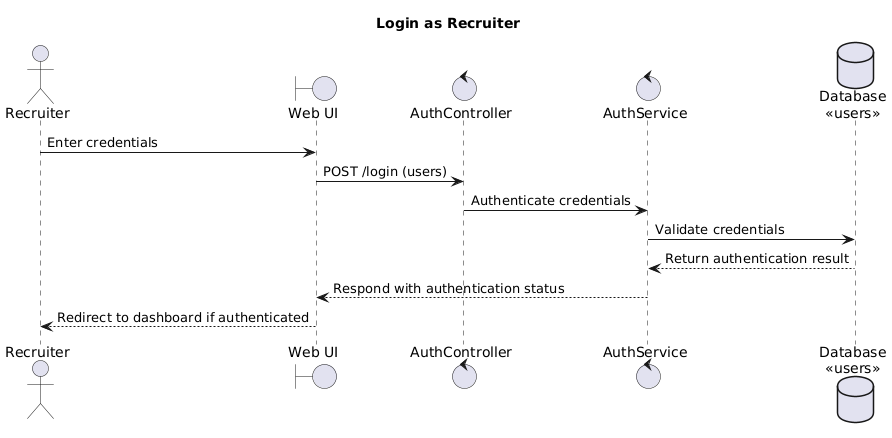 Login as Recruiter
Recruiter
Web UI
AuthController
AuthService
Database
«users»
Enter credentials
POST /login (users)
Authenticate credentials
Validate credentials
Return authentication result
Respond with authentication status
Redirect to dashboard if authenticated
Recruiter
Web UI
AuthController
AuthService
Database
«users»